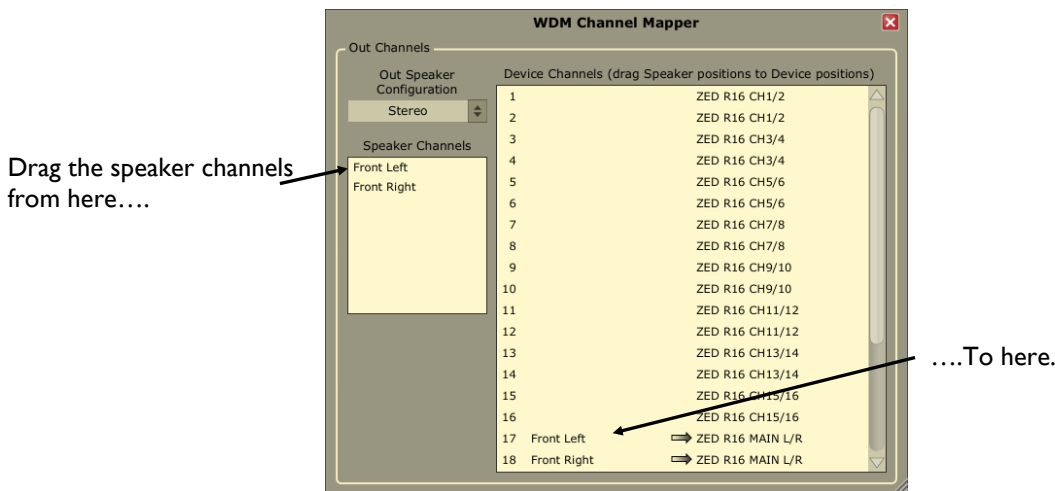 WDM Channel Mapper
Out Channels
Out Speaker
Configuration
Stereo
Speaker Channels
Front Left
Front Right
Device Channels (drag Speaker positions to Device positions)
1 ZED R16 CH1/2
2 ZED R16 CH1/2
3 ZED R16 CH3/4
4 ZED R16 CH3/4
5 ZED R16 CH5/6
6 ZED R16 CH5/6
7 ZED R16 CH7/8
8 ZED R16 CH7/8
9 ZED R16 CH9/10
10 ZED R16 CH9/10
11 ZED R16 CH11/12
12 ZED R16 CH11/12
13 ZED R16 CH13/14
14 ZED R16 CH13/14
15 ZED R16 CH15/16
16 ZED R16 CH15/16
17 Front Left ZED R16 MAIN L/R
18 Front Right ZED R16 MAIN L/R
Drag the speaker channels
from here….
….To here.